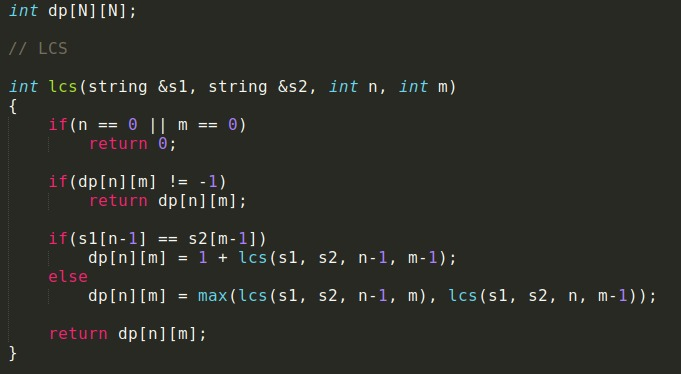 int dp[N][N];
// LCS
int lcs(string &s1, string &s2, int n, int m)
{
if(n == 0 || m == 0)
return 0;
if(dp[n][m] != -1)
return dp[n][m];
if(s1[n-1] == s2[m-1])
dp[n][m] = 1 + lcs(s1, s2, n-1, m-1);
else
dp[n][m] = max(lcs(s1, s2, n-1, m), lcs(s1, s2, n, m-1));
return dp[n][m];
}